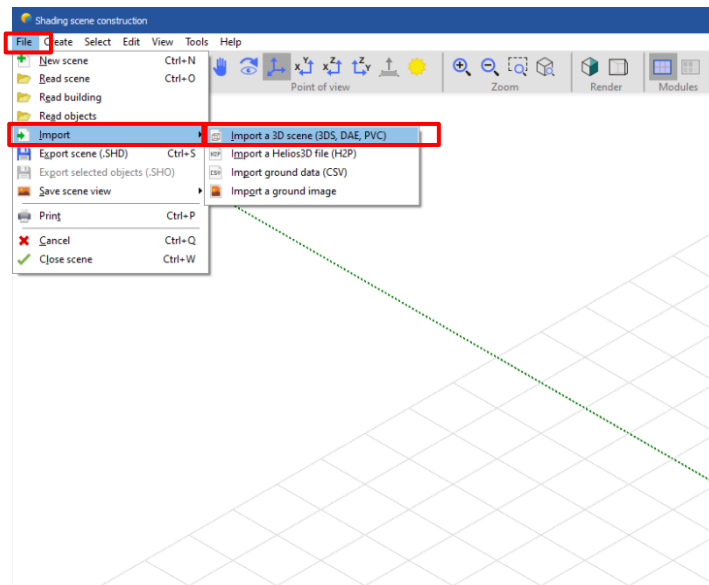 Shading scene construction
File Create Select Edit View Tools Help
New scene Ctrl+N
Read scene Ctrl+O
Read building
Read objects
Import
Export scene (.SHD) Ctrl+S
Export selected objects (.SHO)
Save scene view
Print Ctrl+P
Cancel Ctrl+Q
Close scene Ctrl+W
Import a 3D scene (3DS, DAE, PVC)
H2P Import a Helios3D file (H2P)
CSV Import ground data (CSV)
Import a ground image
X Y Z
X Z Y
Z Y X
Point of view
Zoom
Render
Modules